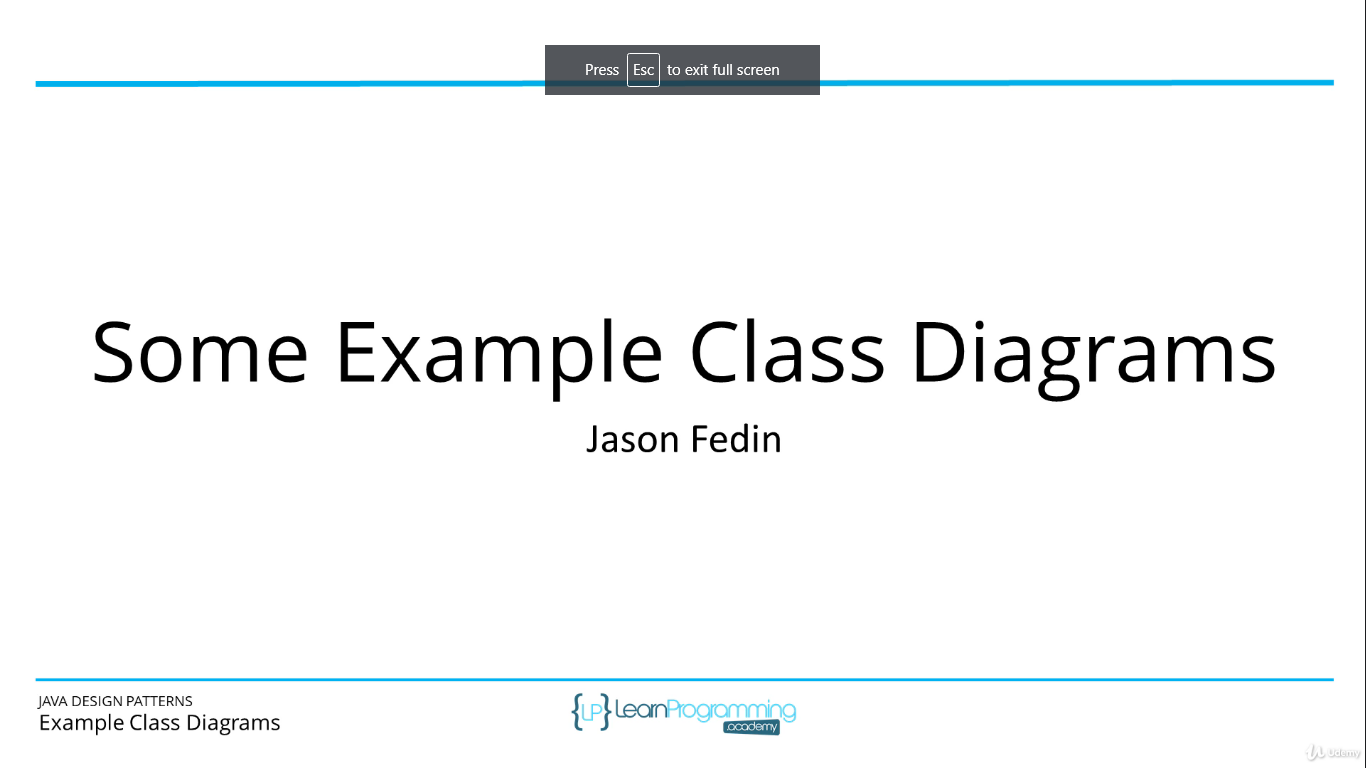 Press Esc to exit full screen
Some Example Class Diagrams
Jason Fedin
JAVA DESIGN PATTERNS
Example Class Diagrams
{LP} LearnProgramming
.academy
Udemy